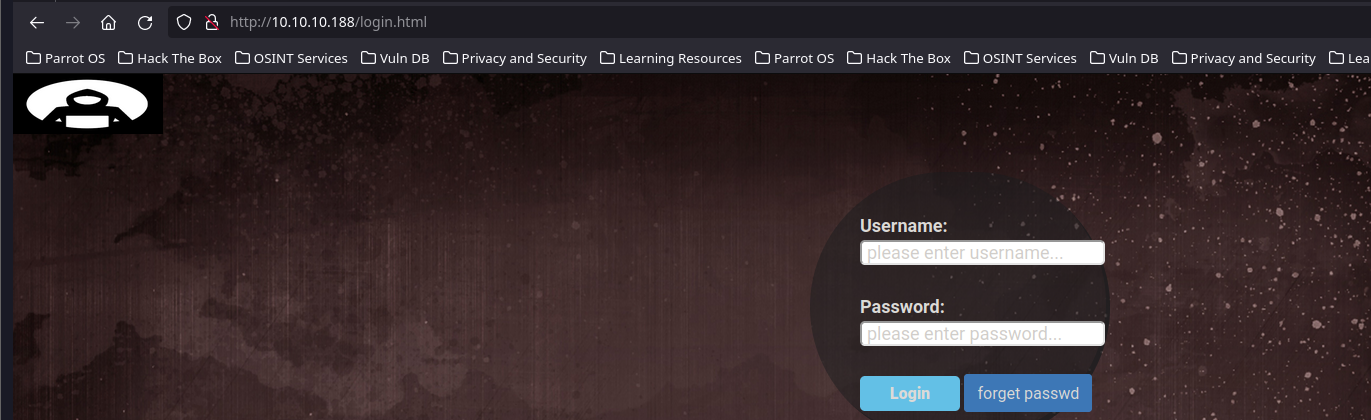 http://10.10.10.188/login.html
Parrot OS Hack The Box OSINT Services Vuln DB Privacy and Security Learning Resources Parrot OS Hack The Box OSINT Services Vuln DB Privacy and Security Lea
Username:
please enter username...
Password:
please enter password...
Login forget passwd